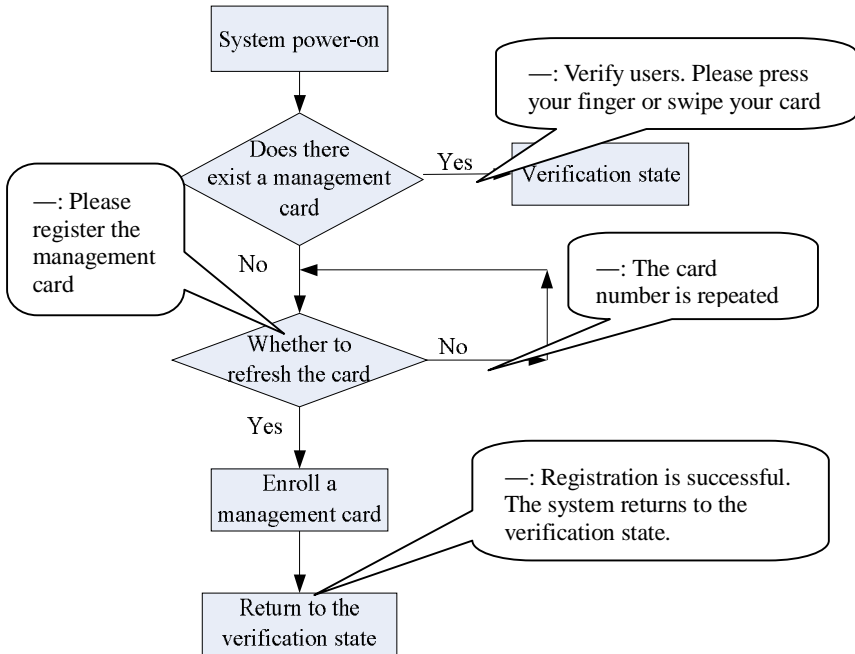 System power-on
—: Verify users. Please press
your finger or swipe your card
Does there
exist a management
card
Yes
Verification state
—: Please
register the
management
card
No
—: The card
number is repeated
Whether to
refresh the card
No
Yes
Enroll a
management card
—: Registration is successful.
The system returns to the
verification state.
Return to the
verification state